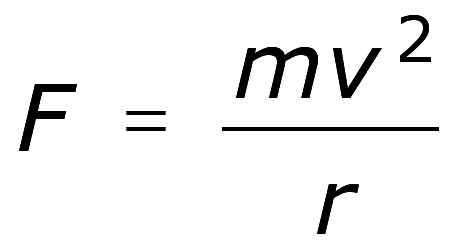 F = mv²/r